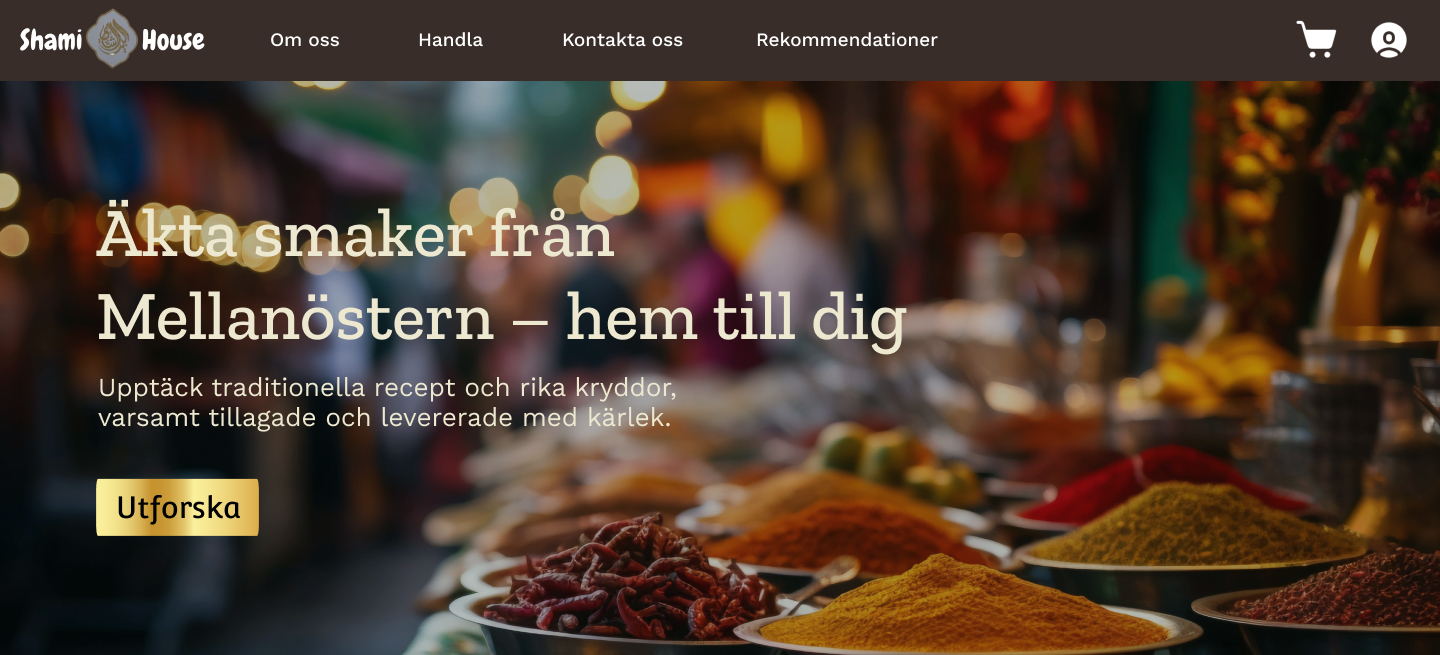 Shami House
Om oss
Handla
Kontakta oss
Rekommendationer
Äkta smaker från
Mellanöstern – hem till dig
Upptäck traditionella recept och rika kryddor,
varsamt tillagade och levererade med kärlek.
Utforska